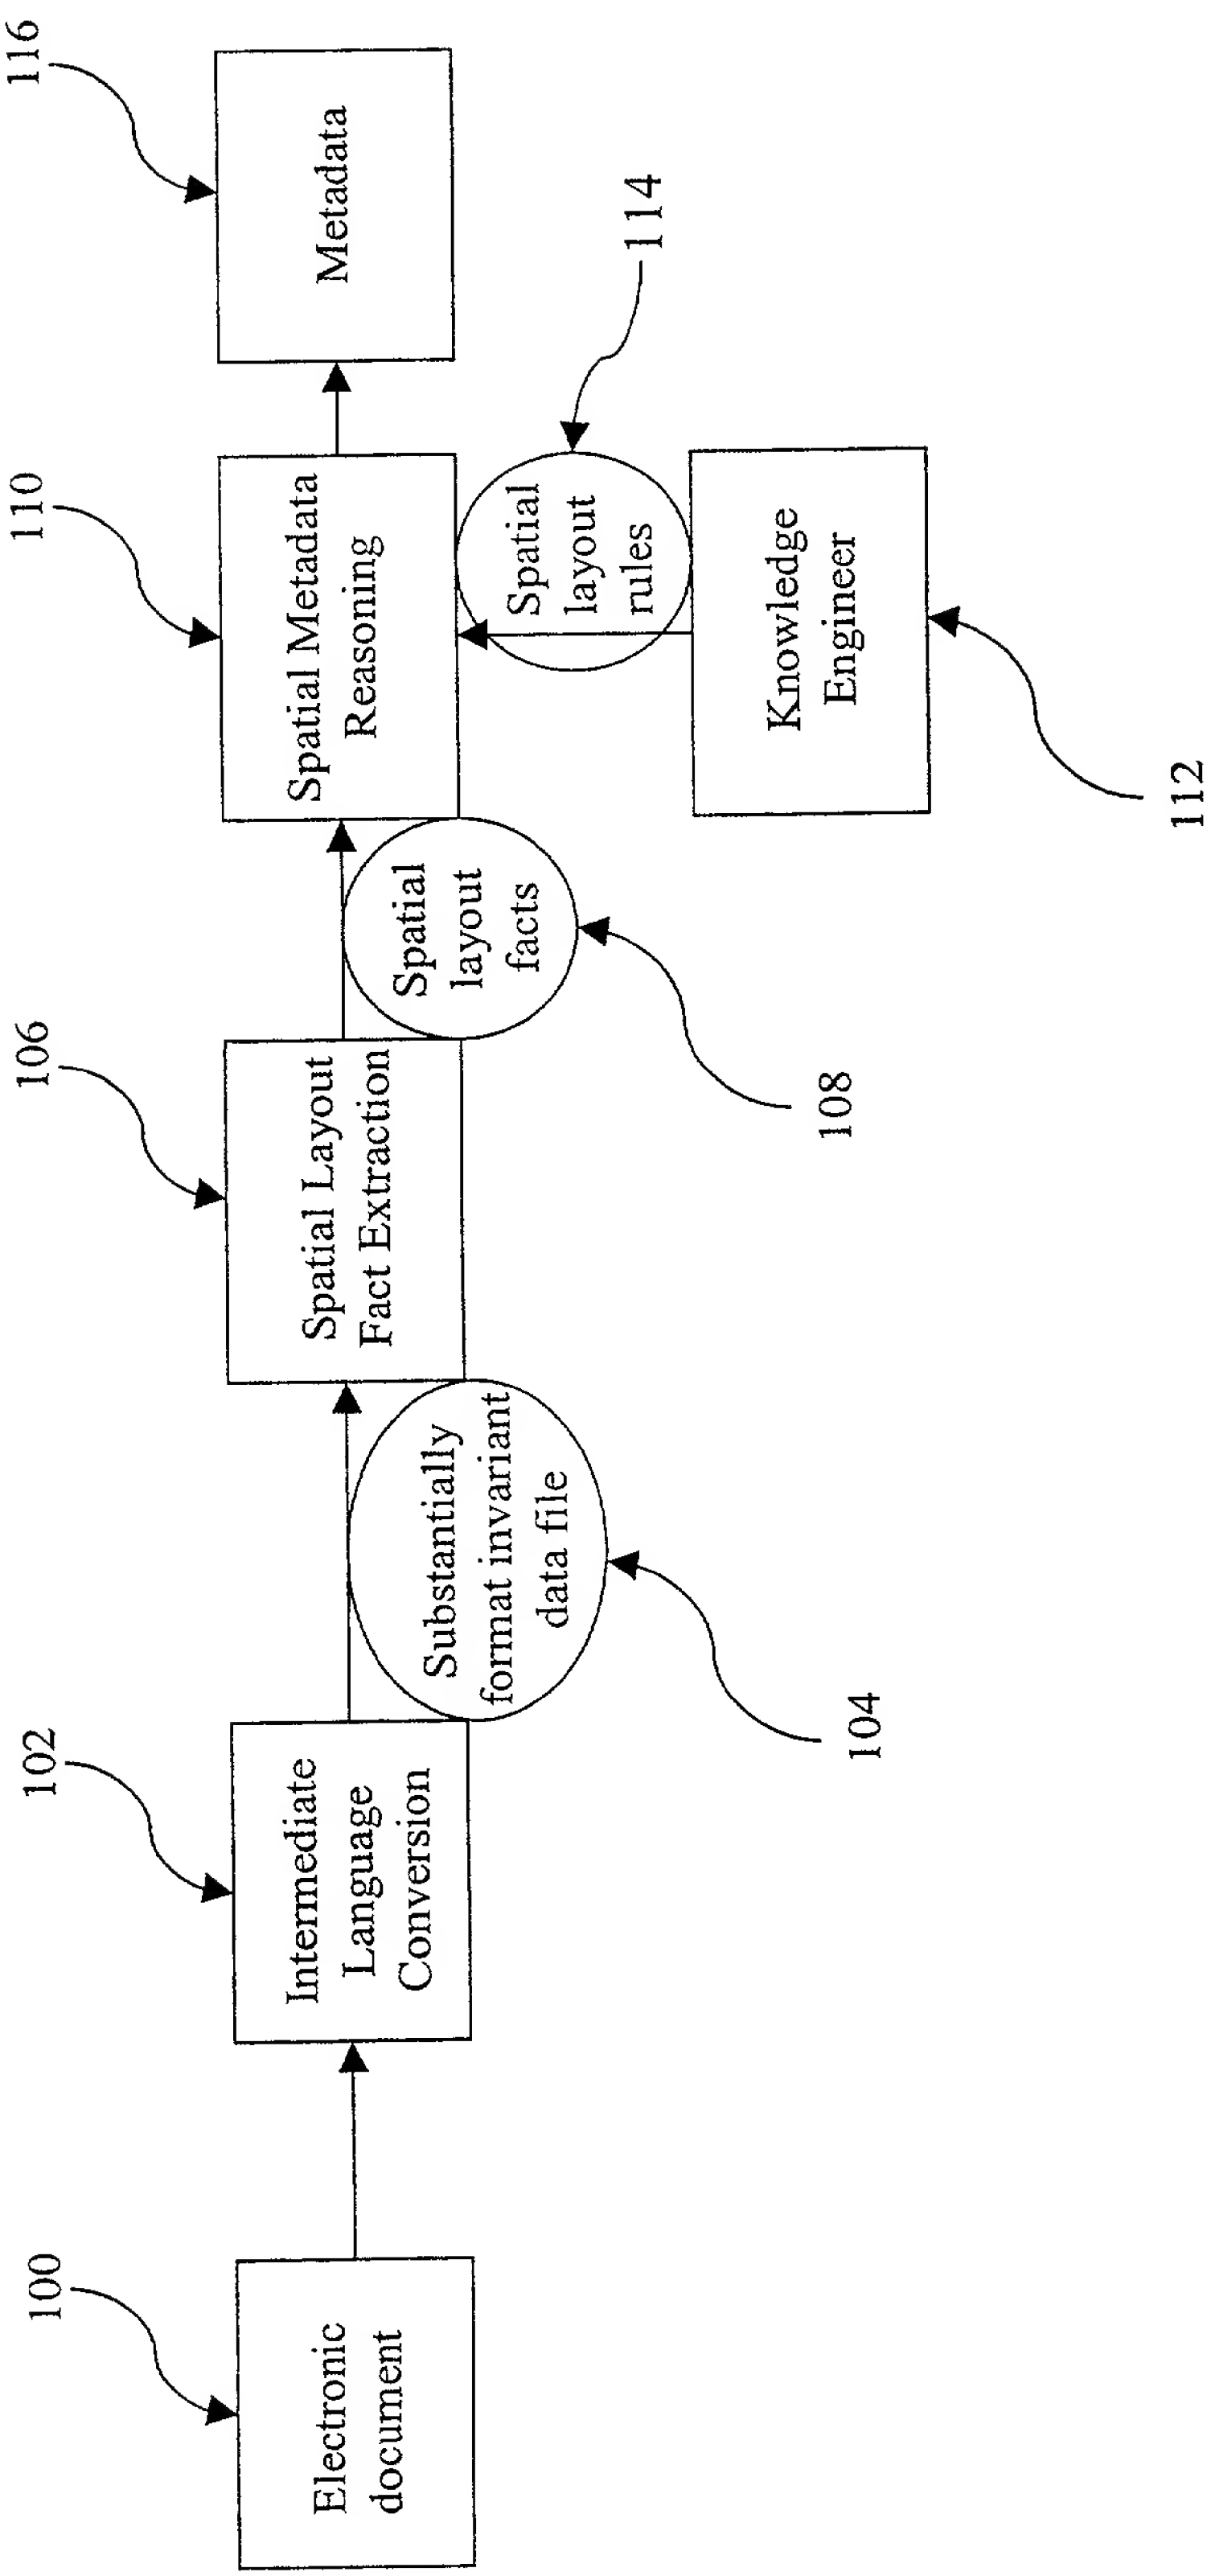 100
Electronic
document
102
Intermediate
Language
Conversion
104
Substantially
format invariant
data file
106
Spatial Layout
Fact Extraction
108
Spatial
layout
facts
110
Spatial Metadata
Reasoning
112
Knowledge
Engineer
114
Spatial
layout
rules
116
Metadata